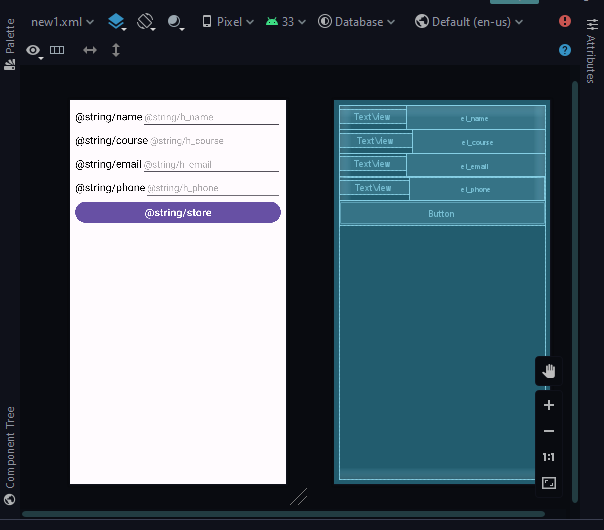 new1.xml Pixel 33 Database Default (en-us)
Palette
Attributes
@string/name @string/h_name
@string/course @string/h_course
@string/email @string/h_email
@string/phone @string/h_phone
@string/store
TextView et_name
TextView et_course
TextView et_email
TextView et_phone
Button
1:1
Component Tree